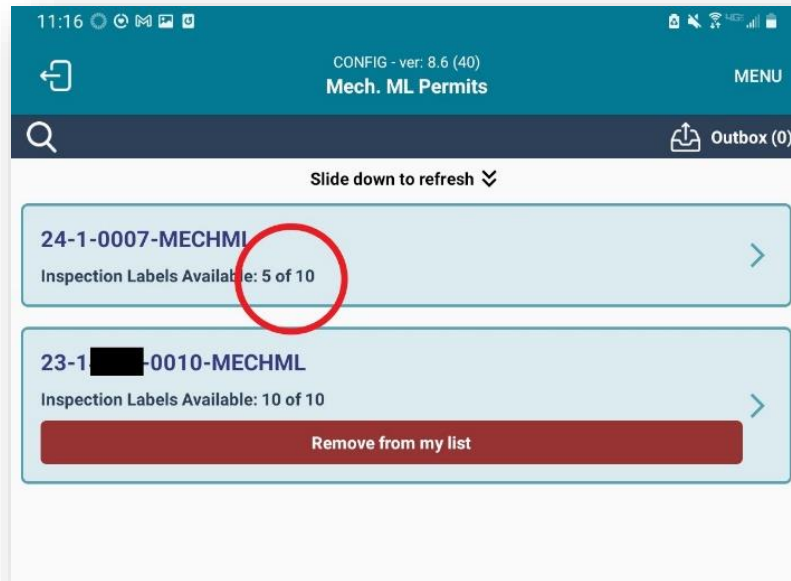 11:16
CONFIG - ver: 8.6 (40)
Mech. ML Permits
MENU
Outbox (0)
Slide down to refresh
24-1-0007-MECHML
Inspection Labels Available: 5 of 10
23-1 -0010-MECHML
Inspection Labels Available: 10 of 10
Remove from my list